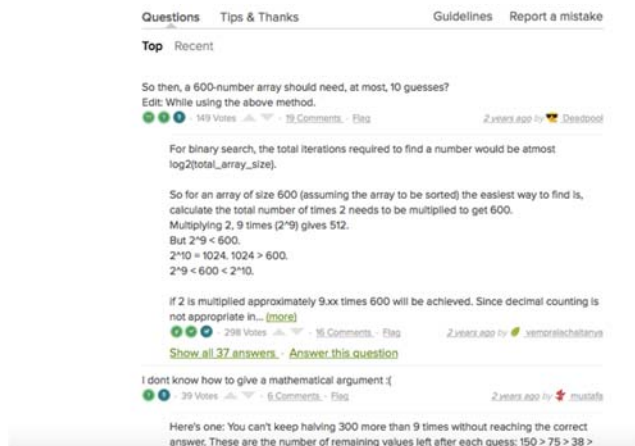 Questions Tips & Thanks Guidelines Report a mistake
Top Recent
So then, a 600-number array should need, at most, 10 guesses?
Edit: While using the above method.
149 Votes 19 Comments Flag 2 years ago by Deadpool
For binary search, the total iterations required to find a number would be atmost
log2(total_array_size).
So for an array of size 600 (assuming the array to be sorted) the easiest way to find is,
calculate the total number of times 2 needs to be multiplied to get 600.
Multiplying 2, 9 times (2^9) gives 512.
But 2^9 < 600.
2^10 = 1024. 1024 > 600.
2^9 < 600 < 2^10.
if 2 is multiplied approximately 9.xx times 600 will be achieved. Since decimal counting is
not appropriate in... (more)
298 Votes 16 Comments Flag 2 years ago by vempralachaitanya
Show all 37 answers Answer this question
I dont know how to give a mathematical argument :(
39 Votes 6 Comments Flag 2 years ago by mustafa
Here's one: You can't keep halving 300 more than 9 times without reaching the correct
answer. These are the number of remaining values left after each guess: 150 > 75 > 38 >